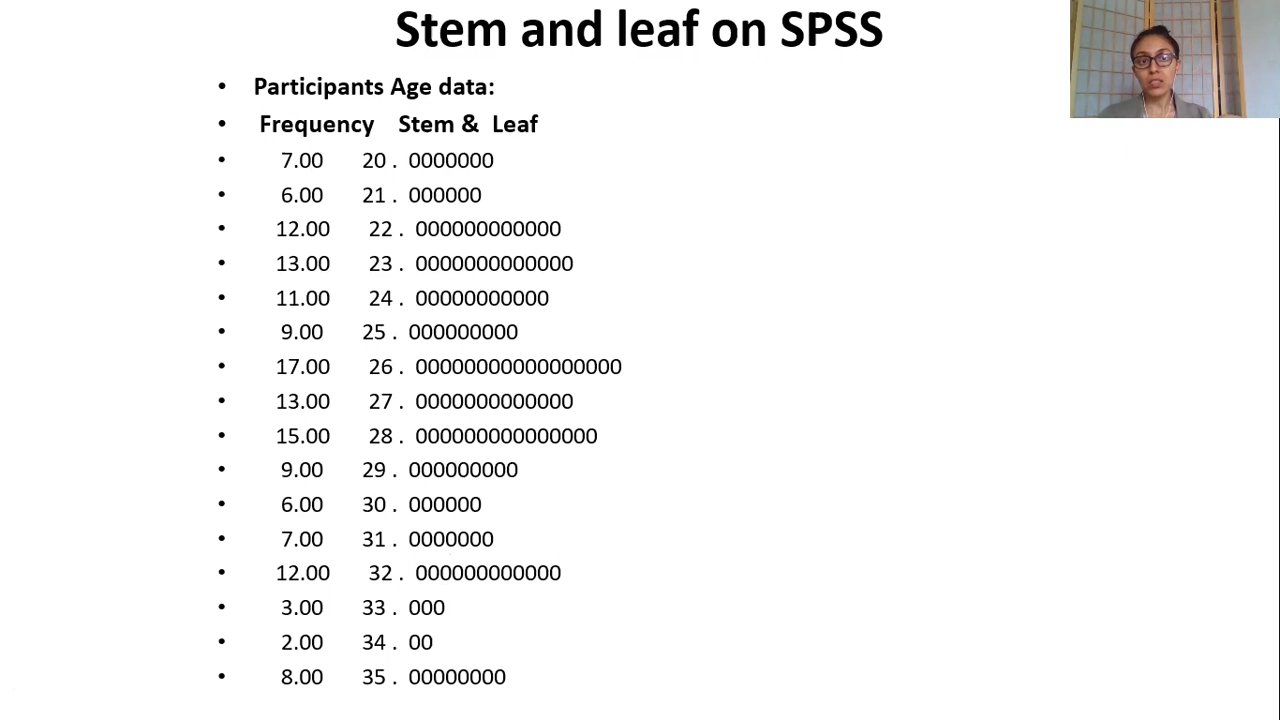 Stem and leaf on SPSS
• Participants Age data:
• Frequency Stem & Leaf
• 7.00 20 . 0000000
• 6.00 21 . 000000
• 12.00 22 . 000000000000
• 13.00 23 . 0000000000000
• 11.00 24 . 00000000000
• 9.00 25 . 000000000
• 17.00 26 . 00000000000000000
• 13.00 27 . 0000000000000
• 15.00 28 . 000000000000000
• 9.00 29 . 000000000
• 6.00 30 . 000000
• 7.00 31 . 0000000
• 12.00 32 . 000000000000
• 3.00 33 . 000
• 2.00 34 . 00
• 8.00 35 . 00000000